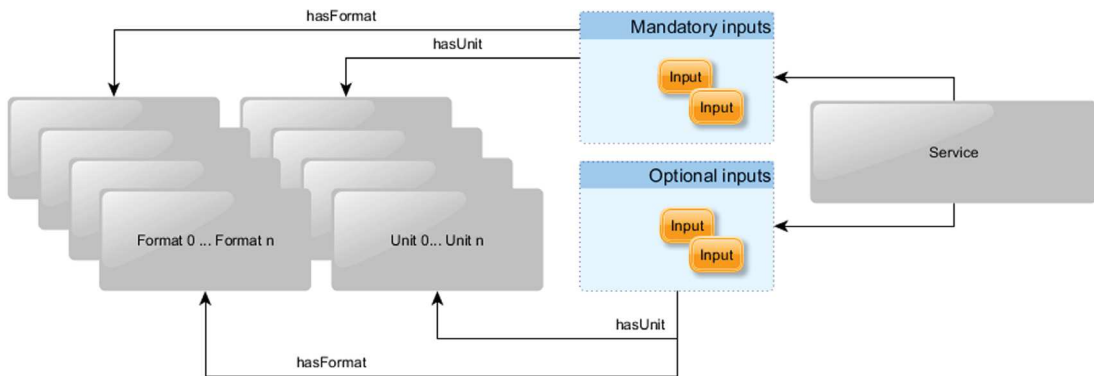 hasFormat
Mandatory inputs
hasUnit
Input
Input
Service
Optional inputs
Input
Format 0 ... Format n
Unit 0... Unit n
Input
hasUnit
hasFormat